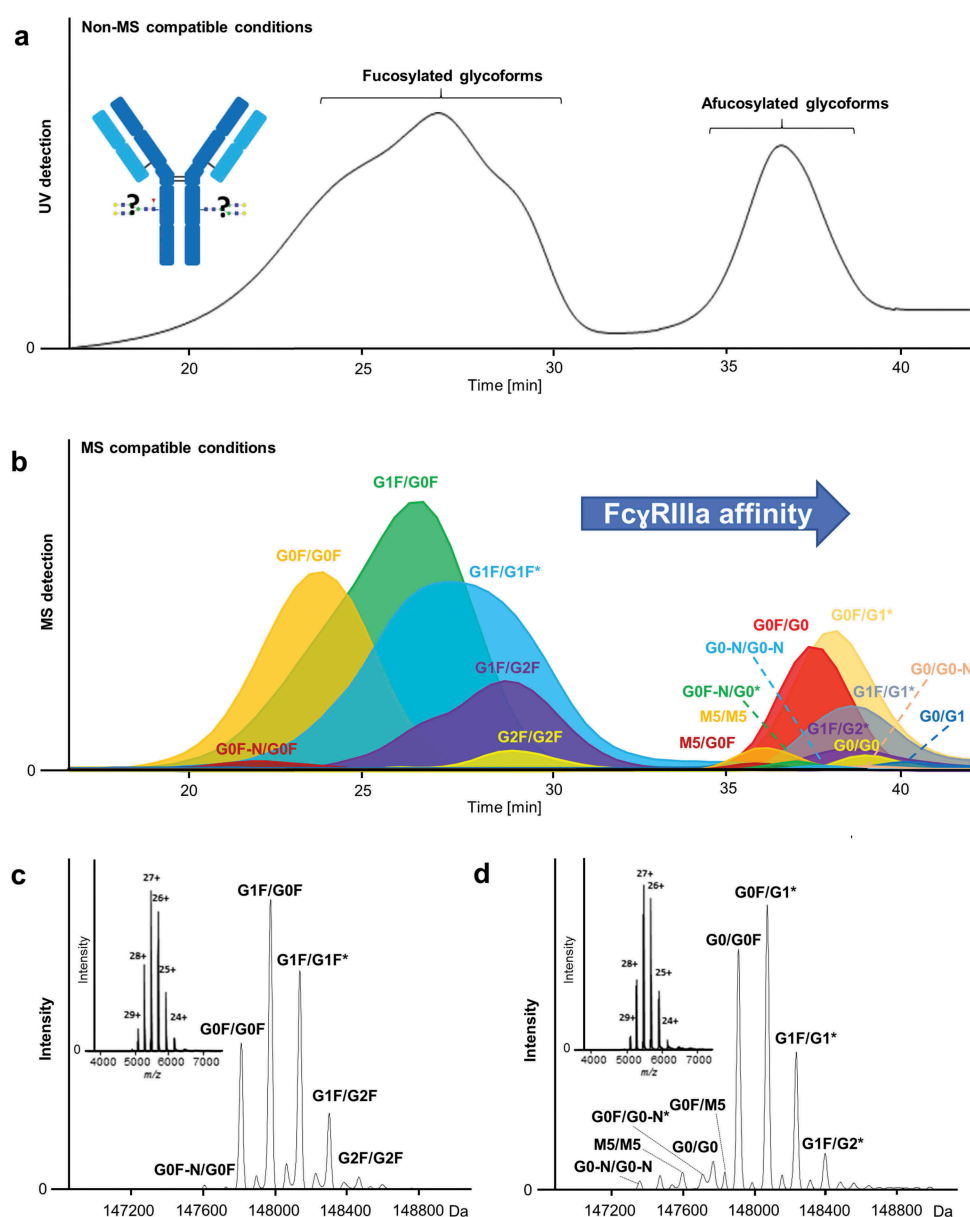 a
Non-MS compatible conditions
Fucosylated glycoforms
Afucosylated glycoforms
UV detection
? ?
0
20 25 30 35 40
Time [min]
b
MS compatible conditions
G1F/G0F
FcɣRIIIa affinity
G0F/G0F
G1F/G1F*
MS detection
G0F/G0
G0F/G1*
G0-N/G0-N
G0/G0-N
G1F/G2F
G0F-N/G0*
G1F/G1*
G0/G1
M5/M5
G1F/G2*
G0F-N/G0F
G2F/G2F
M5/G0F
G0/G0
0
20 25 30 35 40
Time [min]
c
27+
26+
28+
25+
29+
24+
Intensity
0
4000 5000 6000 7000
m/z
G1F/G0F
G1F/G1F*
G0F/G0F
G1F/G2F
G2F/G2F
G0F-N/G0F
Intensity
0
147200 147600 148000 148400 148800 Da
d
27+
26+
28+
25+
29+
24+
Intensity
0
4000 5000 6000 7000
m/z
G0F/G1*
G0/G0F
G1F/G1*
G0F/M5
G0F/G0-N*
M5/M5
G0/G0
G1F/G2*
G0-N/G0-N
Intensity
0
147200 147600 148000 148400 148800 Da